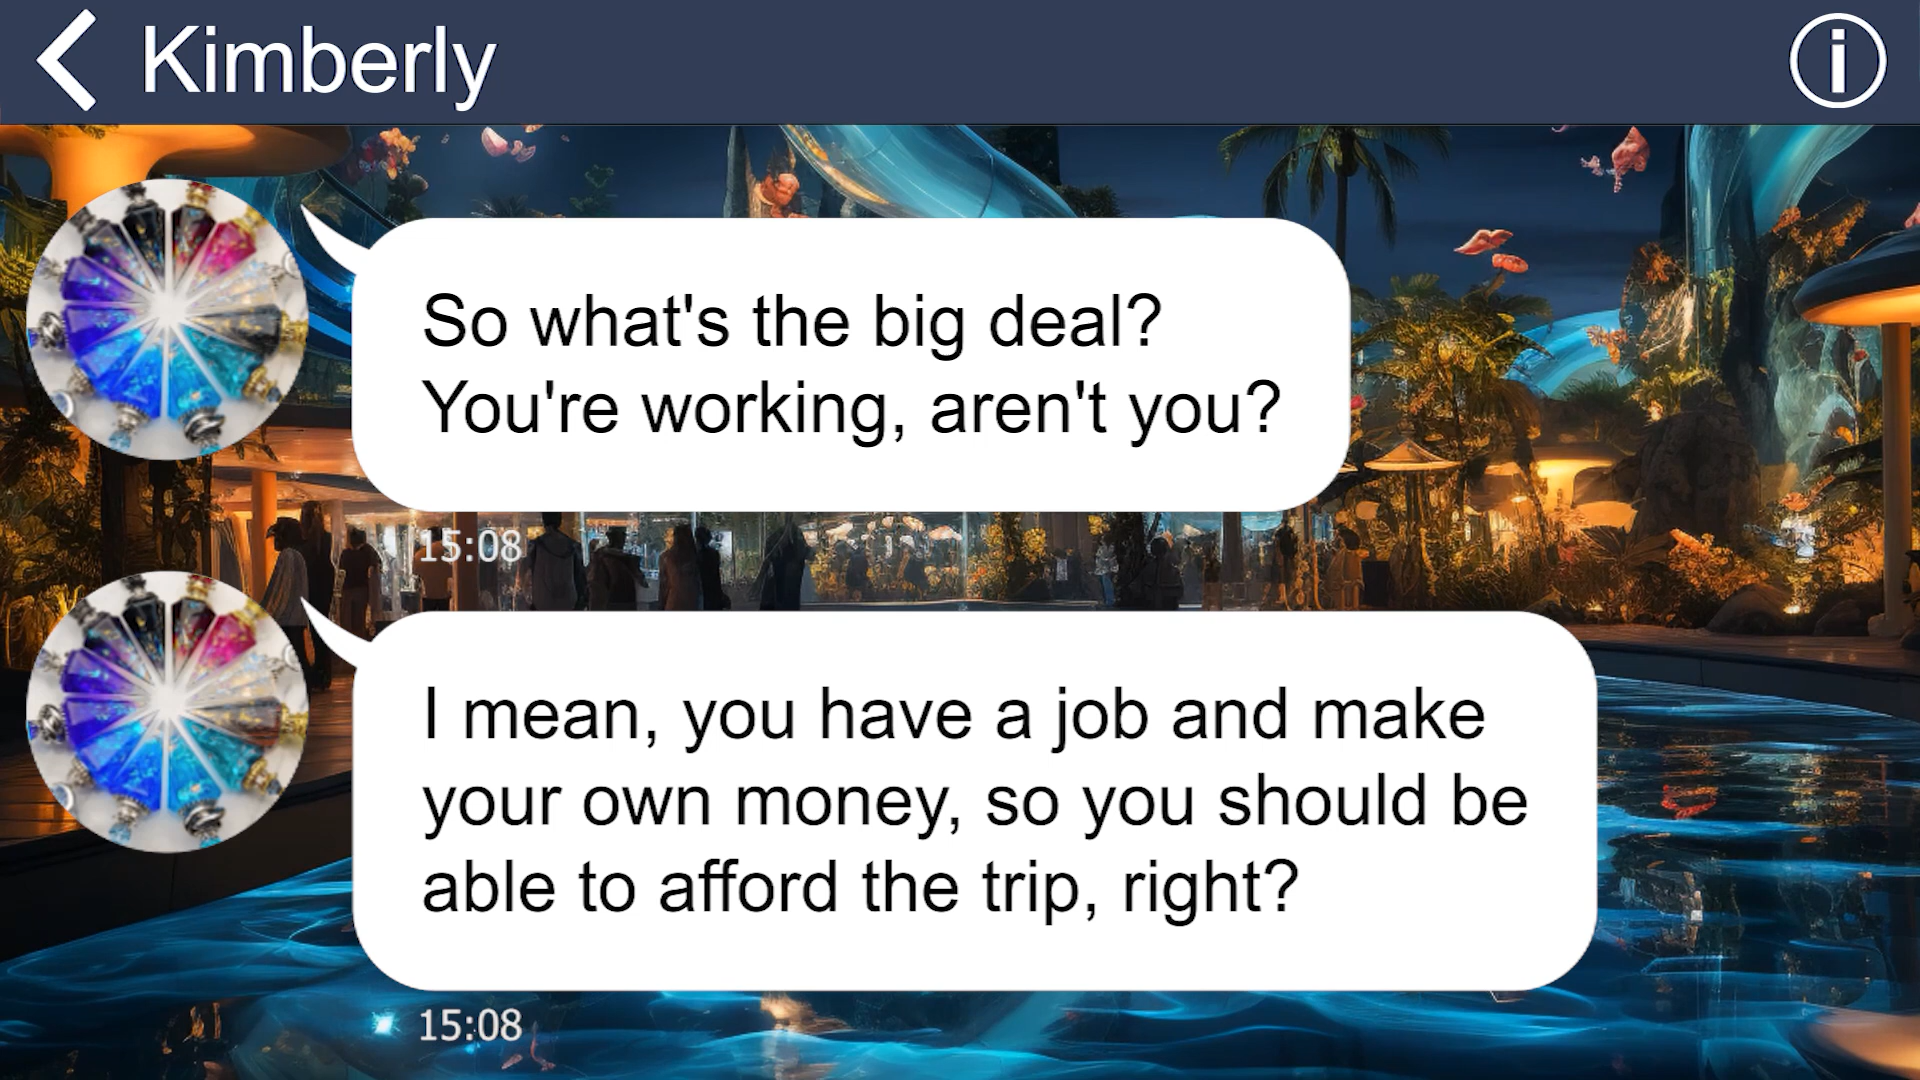 Kimberly
So what's the big deal?
You're working, aren't you?
15:08
I mean, you have a job and make
your own money, so you should be
able to afford the trip, right?
15:08